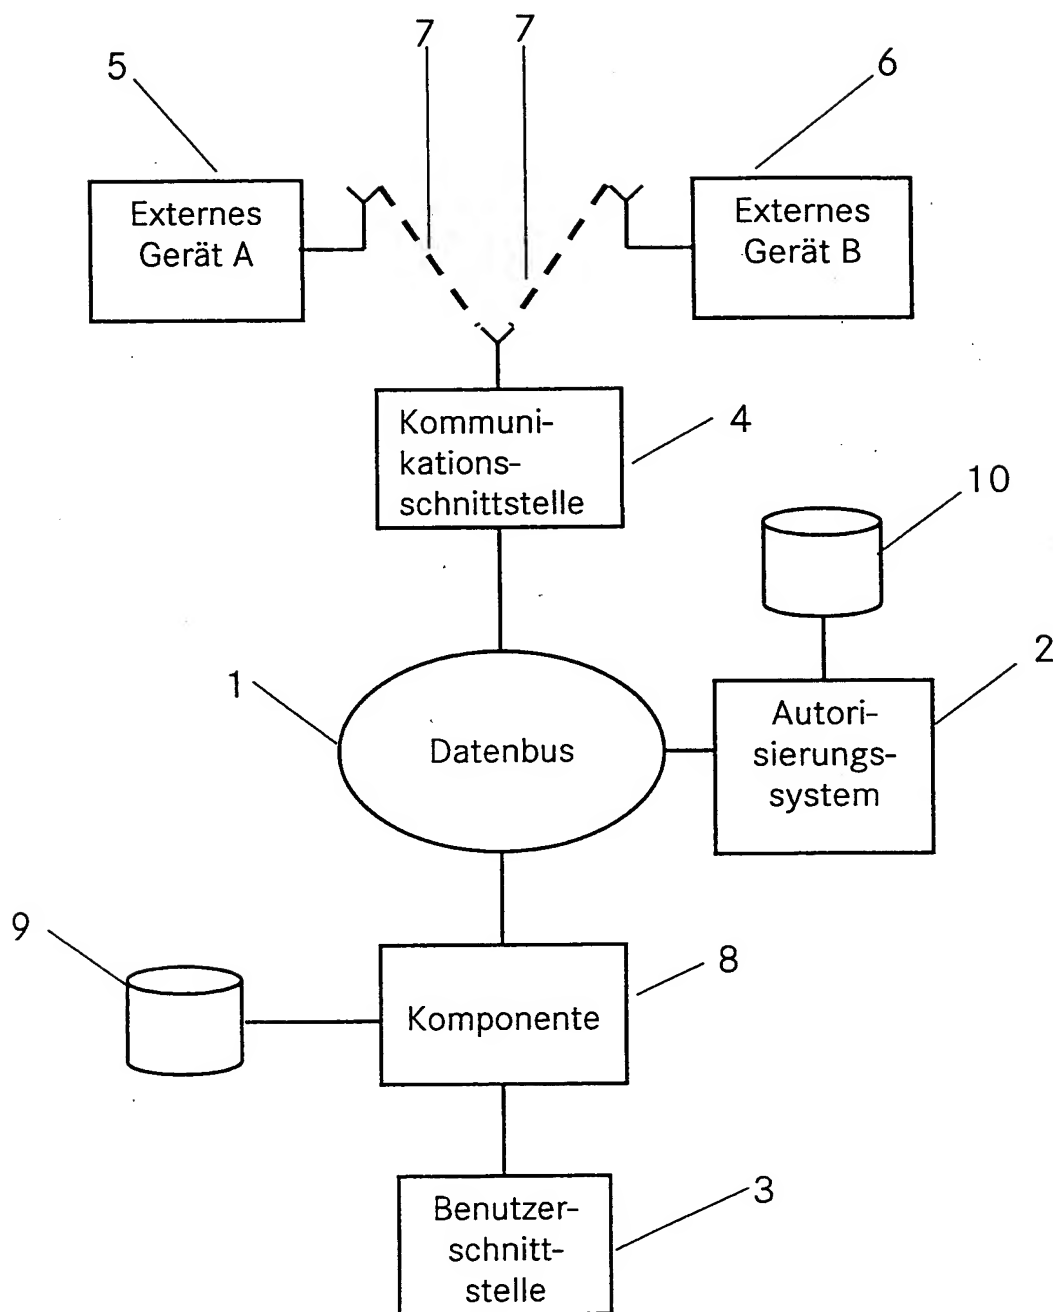 7 7
5
6
Externes
Gerät A
Externes
Gerät B
Kommuni-
kations-
schnittstelle
4
10
1
2
Datenbus
Autori-
sierungs-
system
9
8
Komponente
3
Benutzer-
schnitt-
stelle